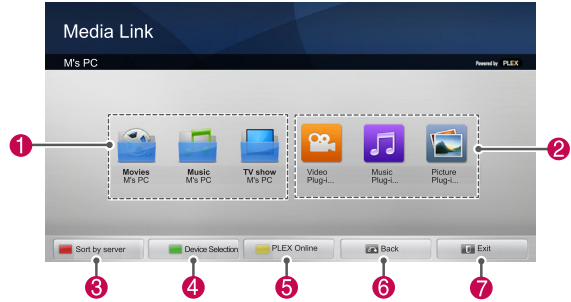 Media Link
M's PC
Powered by PLEX
1
2
Movies
M's PC
Music
M's PC
TV show
M's PC
Video
Plug-i...
Music
Plug-i...
Picture
Plug-i...
Sort by server
Device Selection
PLEX Online
Back
Exit
3
4
5
6
7